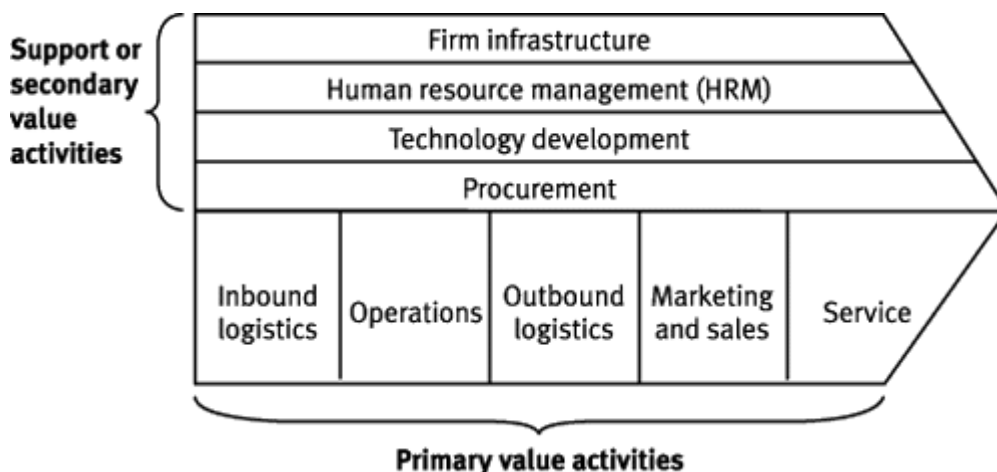 Support or
secondary
value
activities
Firm infrastructure
Human resource management (HRM)
Technology development
Procurement
Inbound
logistics
Operations
Outbound
logistics
Marketing
and sales
Service
Primary value activities